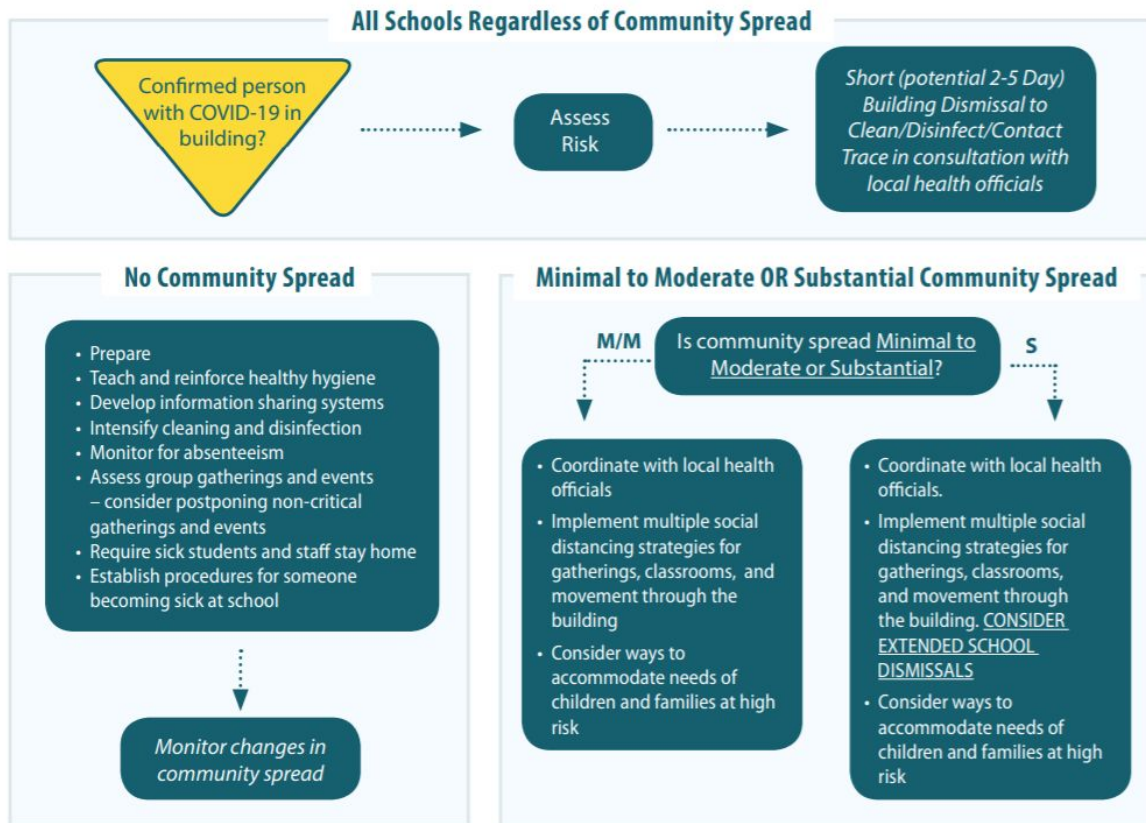 All Schools Regardless of Community Spread
Confirmed person
with COVID-19 in
building?
Assess
Risk
Short (potential 2-5 Day)
Building Dismissal to
Clean/Disinfect/Contact
Trace in consultation with
local health officials
No Community Spread
• Prepare
• Teach and reinforce healthy hygiene
• Develop information sharing systems
• Intensify cleaning and disinfection
• Monitor for absenteeism
• Assess group gatherings and events
– consider postponing non-critical
gatherings and events
• Require sick students and staff stay home
• Establish procedures for someone
becoming sick at school
Monitor changes in
community spread
Minimal to Moderate OR Substantial Community Spread
M/M
Is community spread Minimal to
Moderate or Substantial?
S
• Coordinate with local health
officials
• Implement multiple social
distancing strategies for
gatherings, classrooms, and
movement through the
building
• Consider ways to
accommodate needs of
children and families at high
risk
• Coordinate with local health
officials.
• Implement multiple social
distancing strategies for
gatherings, classrooms,
and movement through
the building. CONSIDER
EXTENDED SCHOOL
DISMISSALS
• Consider ways to
accommodate needs of
children and families at high
risk